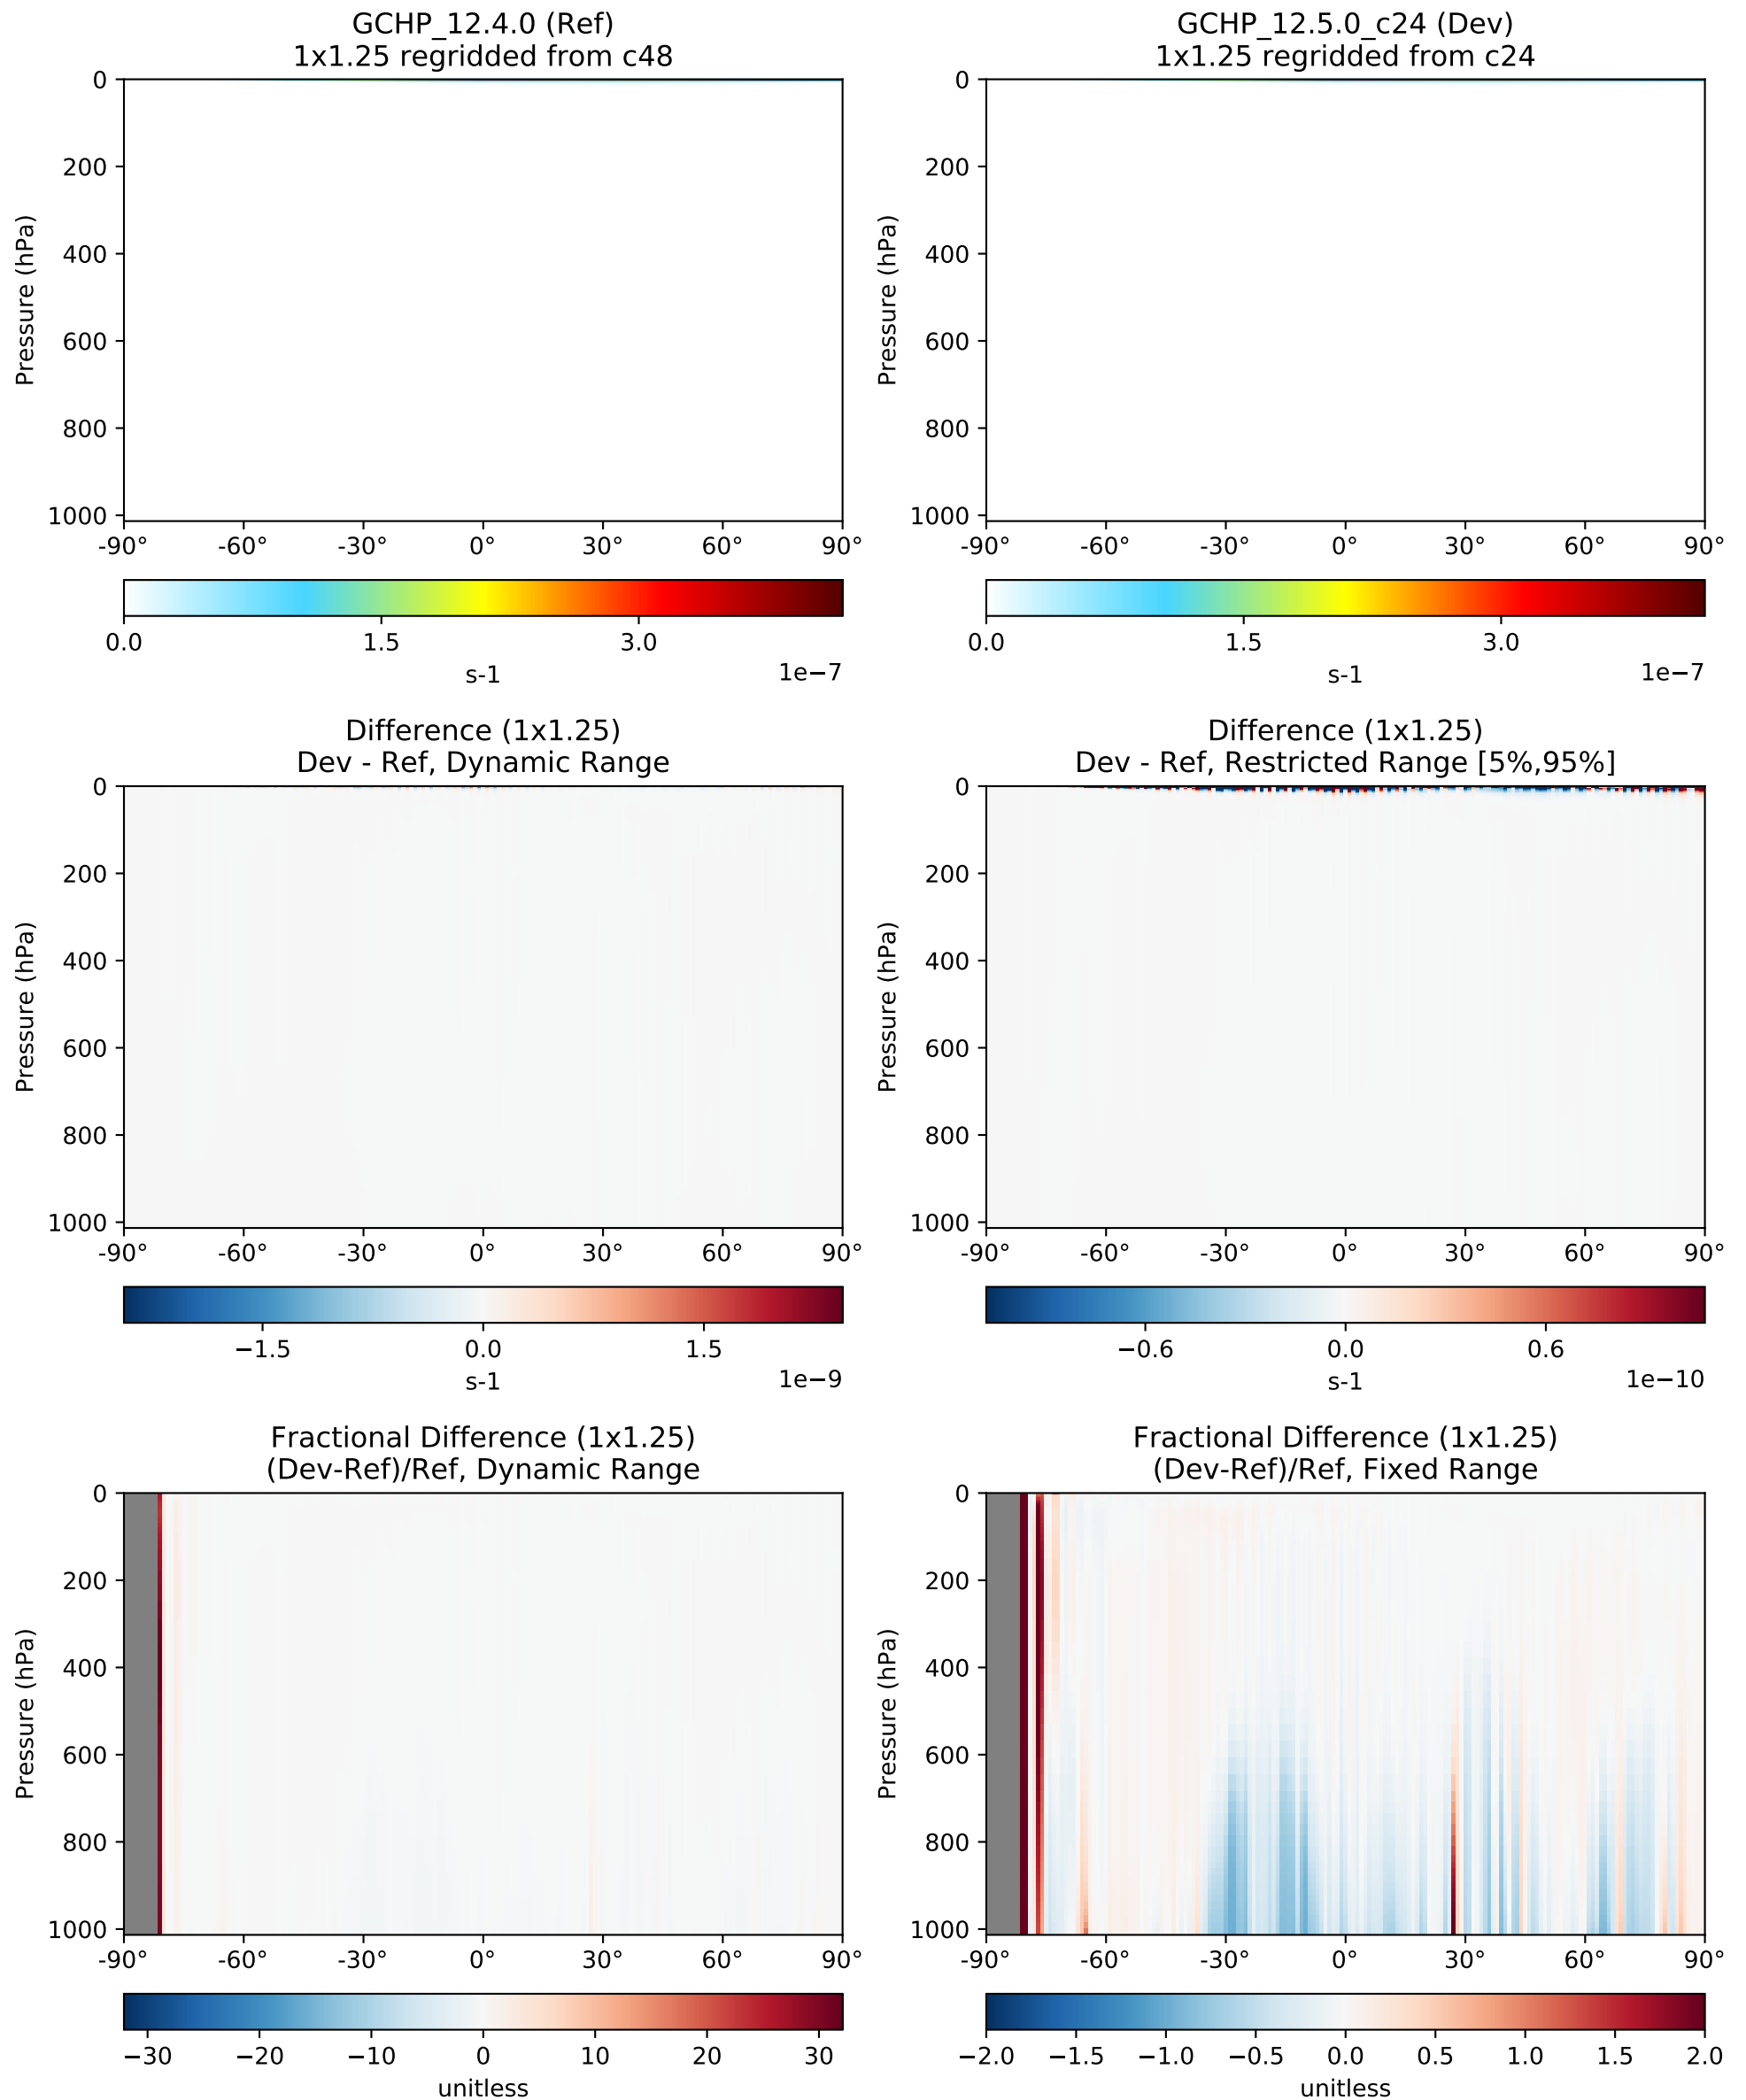 GCHP_12.4.0 (Ref)
1x1.25 regridded from c48
0
200
400
600
800
1000
Pressure (hPa)
-90° -60° -30° 0° 30° 60° 90°
0.0 1.5 3.0
s-1
1e−7
GCHP_12.5.0_c24 (Dev)
1x1.25 regridded from c24
0
200
400
600
800
1000
Pressure (hPa)
-90° -60° -30° 0° 30° 60° 90°
0.0 1.5 3.0
s-1
1e−7
Difference (1x1.25)
Dev - Ref, Dynamic Range
0
200
400
600
800
1000
Pressure (hPa)
-90° -60° -30° 0° 30° 60° 90°
−1.5 0.0 1.5
s-1
1e−9
Difference (1x1.25)
Dev - Ref, Restricted Range [5%,95%]
0
200
400
600
800
1000
Pressure (hPa)
-90° -60° -30° 0° 30° 60° 90°
−0.6 0.0 0.6
s-1
1e−10
Fractional Difference (1x1.25)
(Dev-Ref)/Ref, Dynamic Range
0
200
400
600
800
1000
Pressure (hPa)
-90° -60° -30° 0° 30° 60° 90°
−30 −20 −10 0 10 20 30
unitless
Fractional Difference (1x1.25)
(Dev-Ref)/Ref, Fixed Range
0
200
400
600
800
1000
Pressure (hPa)
-90° -60° -30° 0° 30° 60° 90°
−2.0 −1.5 −1.0 −0.5 0.0 0.5 1.0 1.5 2.0
unitless